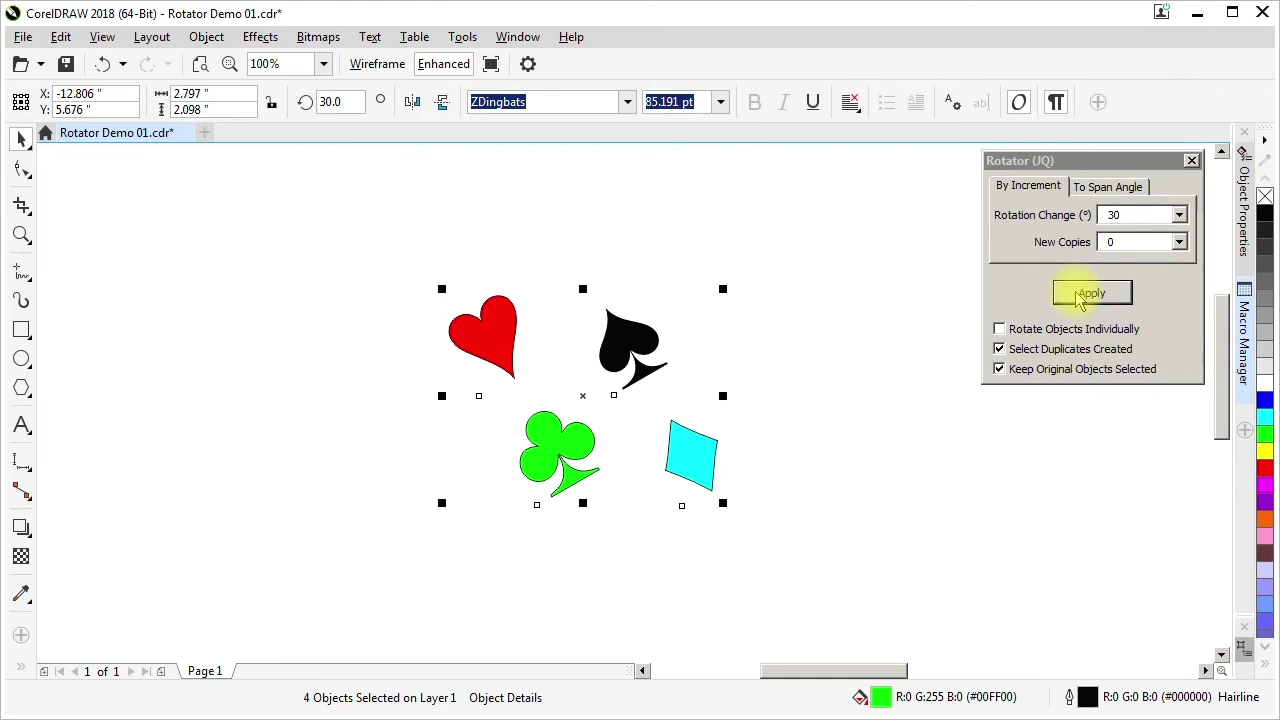 CorelDRAW 2018 (64-Bit) - Rotator Demo 01.cdr*
File Edit View Layout Object Effects Bitmaps Text Table Tools Window Help
100% Wireframe Enhanced
X: -12.806 " 2.797 "
Y: 5.676 " 2.098 "
30.0 ZDingbats 85.191 pt
Rotator Demo 01.cdr*
Rotator (JQ)
By Increment To Span Angle
Rotation Change (°) 30
New Copies 0
Apply
Rotate Objects Individually
Select Duplicates Created
Keep Original Objects Selected
Object Properties
Macro Manager
1 of 1 Page 1
4 Objects Selected on Layer 1 Object Details R:0 G:255 B:0 (#00FF00) R:0 G:0 B:0 (#000000) Hairline